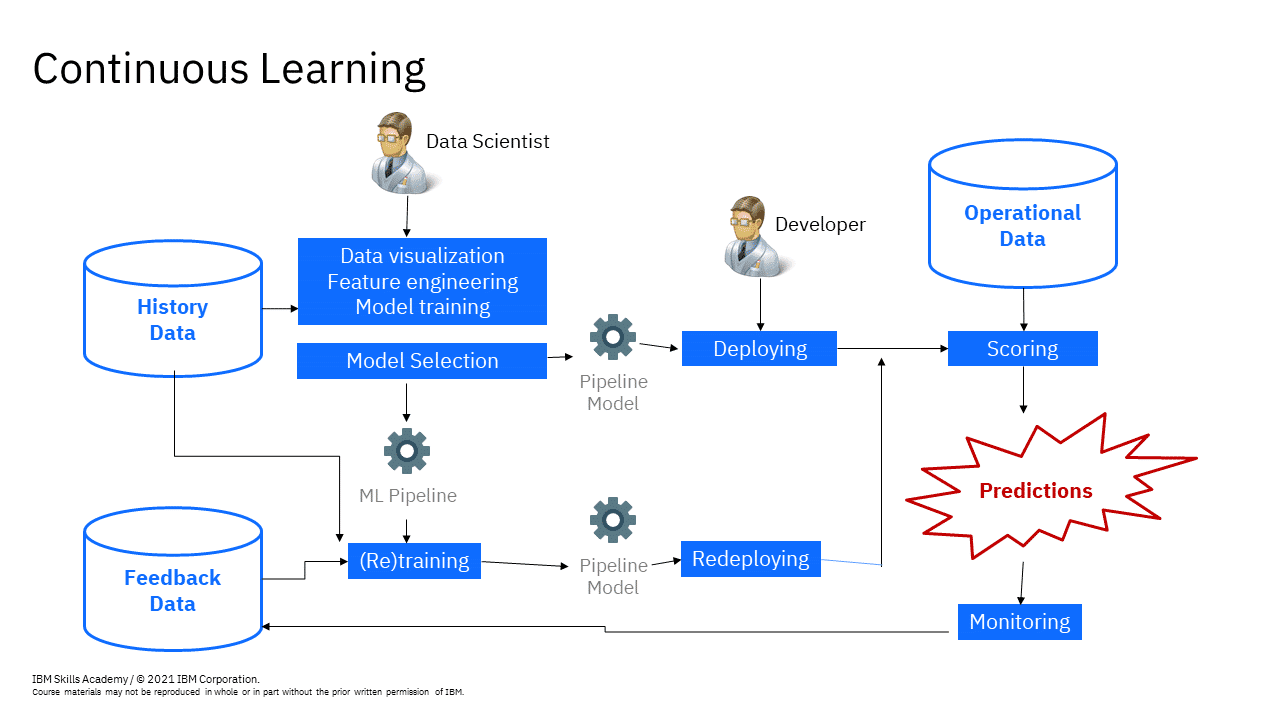 Continuous Learning
Data Scientist
Developer
Operational
Data
Data visualization
Feature engineering
Model training
History
Data
Model Selection
Pipeline
Model
Deploying
Scoring
ML Pipeline
Predictions
Feedback
Data
(Re)training
Pipeline
Model
Redeploying
Monitoring
IBM Skills Academy / © 2021 IBM Corporation.
Course materials may not be reproduced in whole or in part without the prior written permission of IBM.